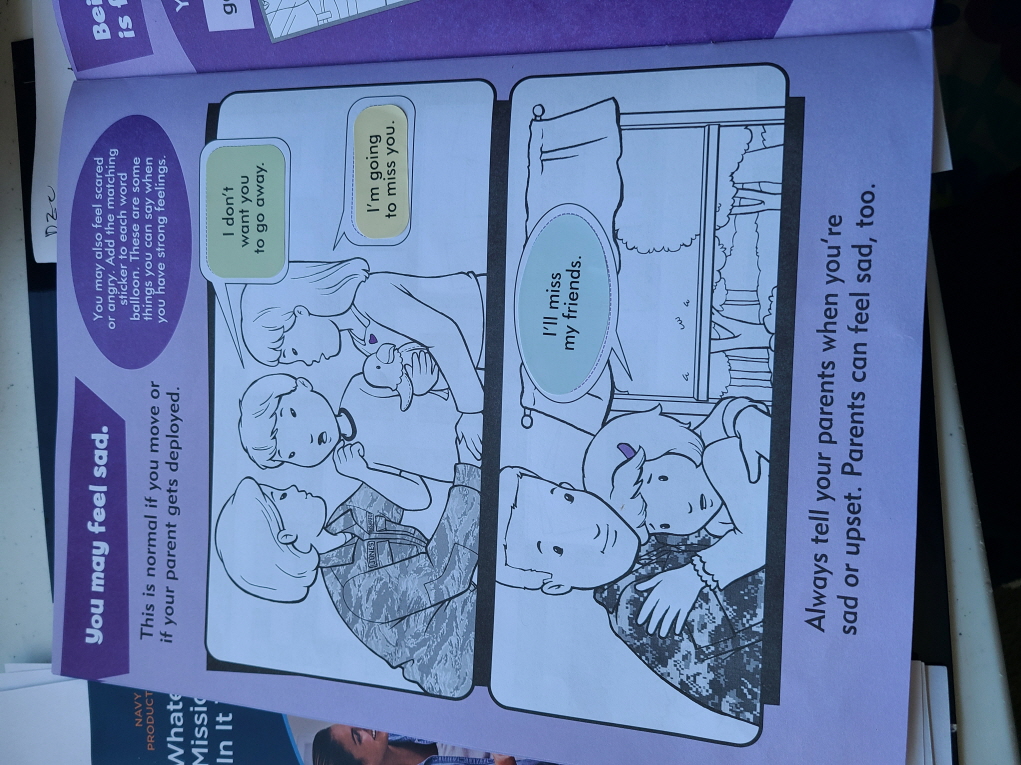 DZC
NAVY
PRODUCT
Whate
Missio
In It
You may feel sad.
This is normal if you move or
if your parent gets deployed.
You may also feel scared
or angry. Add the matching
sticker to each word
balloon. These are some
things you can say when
you have strong feelings.
I don't
want you
to go away.
I'm going
to miss you.
JONES
I'll miss
my friends.
Always tell your parents when you're
sad or upset. Parents can feel sad, too.
Bei
is f
Y
ge